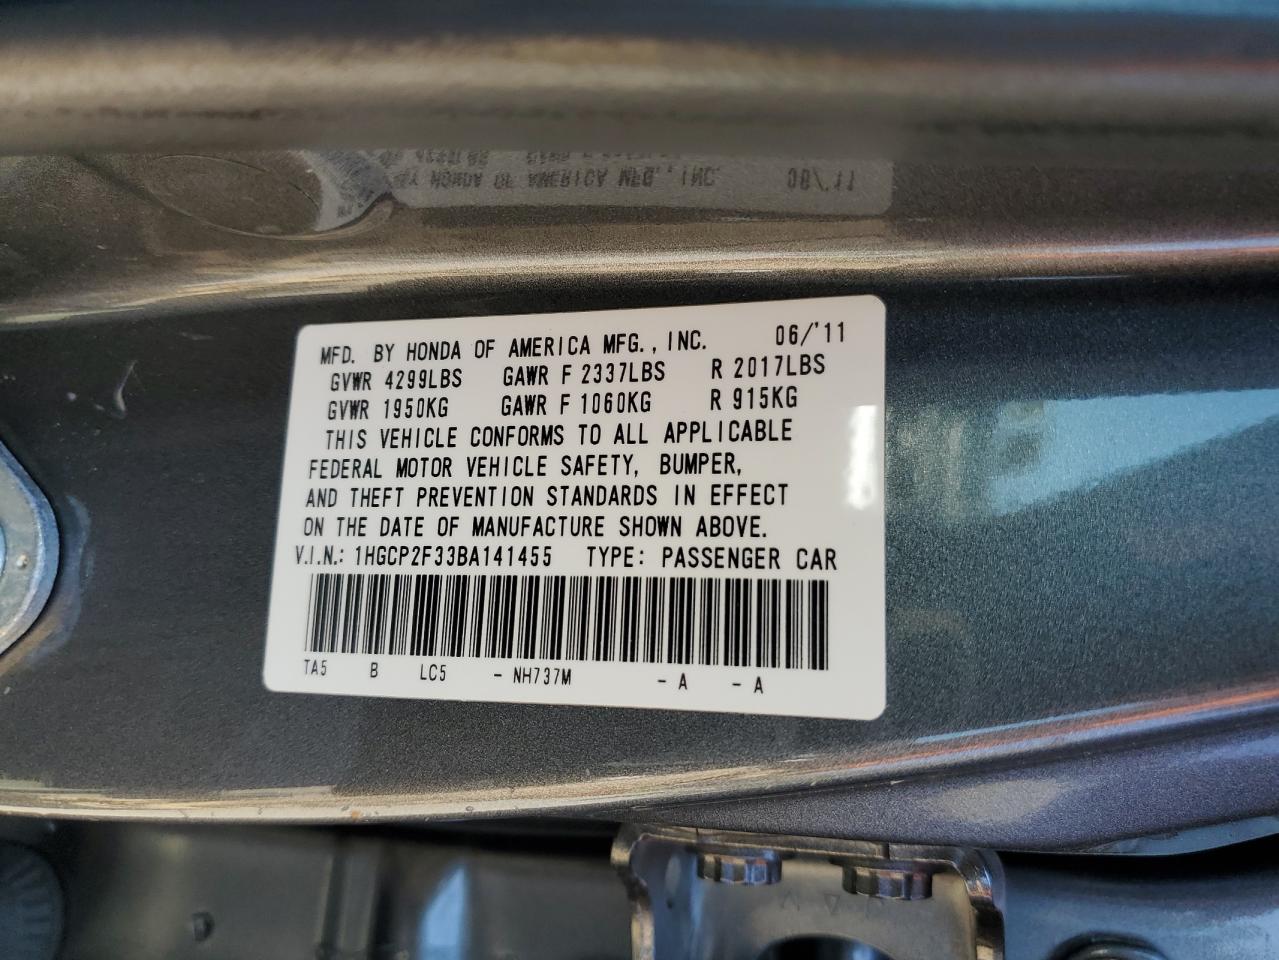 MFD. BY HONDA OF AMERICA MFG., INC. 06/'11
GVWR 4299LBS GAWR F 2337LBS R 2017LBS
GVWR 1950KG GAWR F 1060KG R 915KG
THIS VEHICLE CONFORMS TO ALL APPLICABLE
FEDERAL MOTOR VEHICLE SAFETY, BUMPER,
AND THEFT PREVENTION STANDARDS IN EFFECT
ON THE DATE OF MANUFACTURE SHOWN ABOVE.
V.I.N.: 1HGCP2F33BA141455 TYPE: PASSENGER CAR
TA5 B LC5 - NH737M - A - A